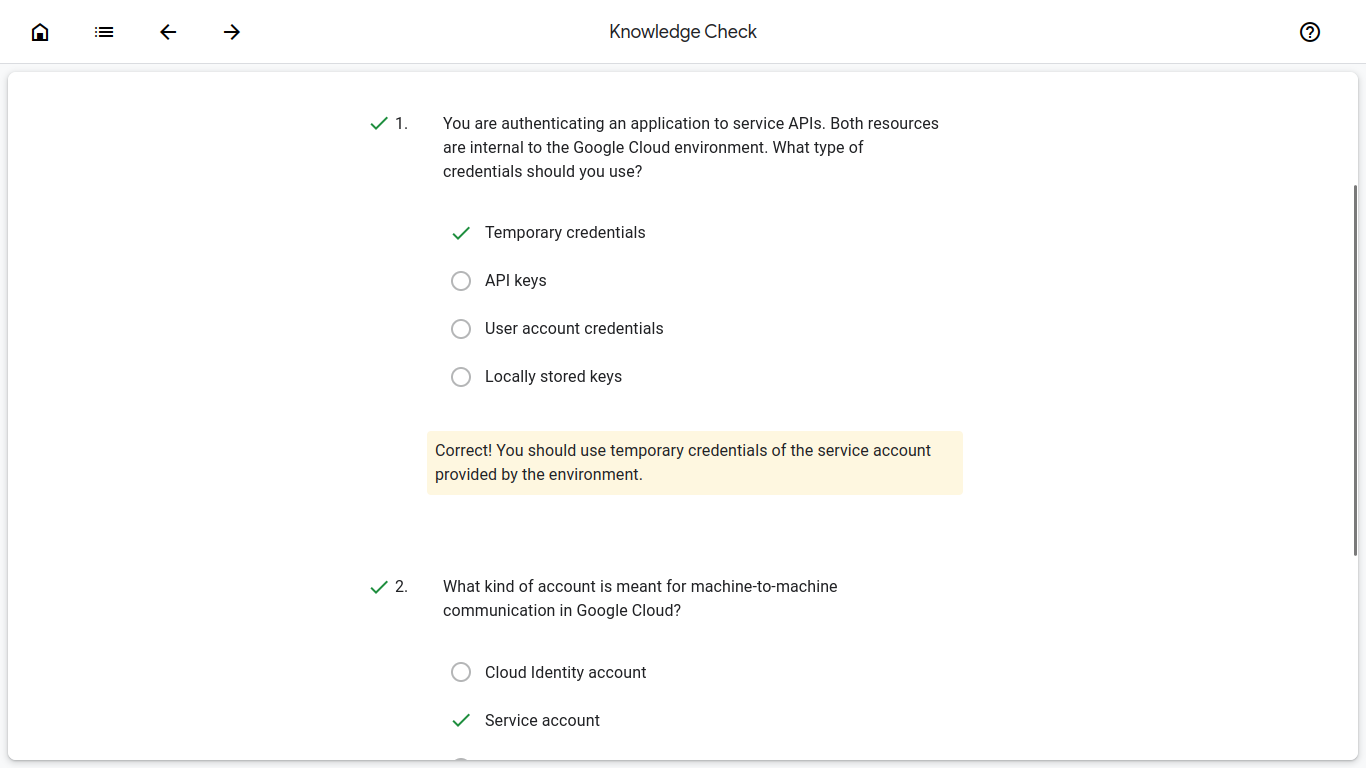 Knowledge Check
1.
You are authenticating an application to service APIs. Both resources
are internal to the Google Cloud environment. What type of
credentials should you use?
Temporary credentials
API keys
User account credentials
Locally stored keys
Correct! You should use temporary credentials of the service account
provided by the environment.
2.
What kind of account is meant for machine-to-machine
communication in Google Cloud?
Cloud Identity account
Service account